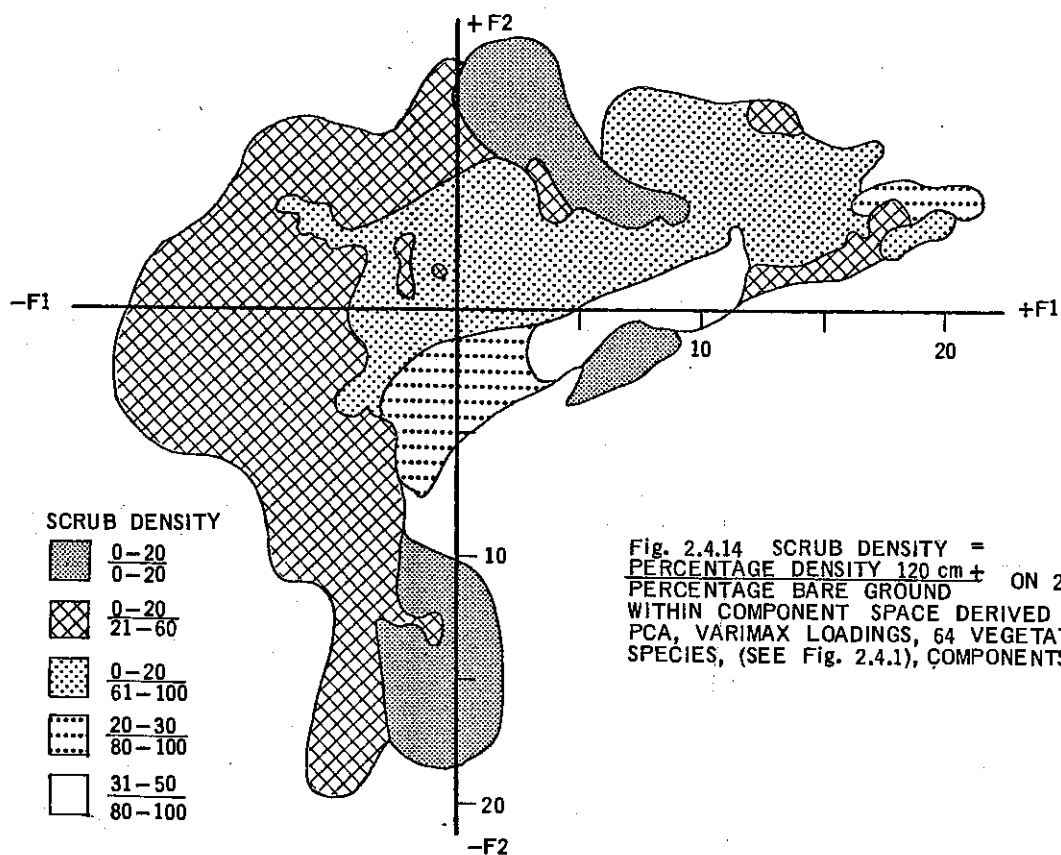 +F2
-F1
+F1
10
20
SCRUB DENSITY
0-20
0-20
0-20
21-60
0-20
61-100
20-30
80-100
31-50
80-100
10
20
-F2
Fig. 2.4.14 SCRUB DENSITY =
PERCENTAGE DENSITY 120 cm +
PERCENTAGE BARE GROUND ON 2
WITHIN COMPONENT SPACE DERIVED
PCA, VARIMAX LOADINGS, 64 VEGETAT
SPECIES, (SEE Fig. 2.4.1), COMPONENTS